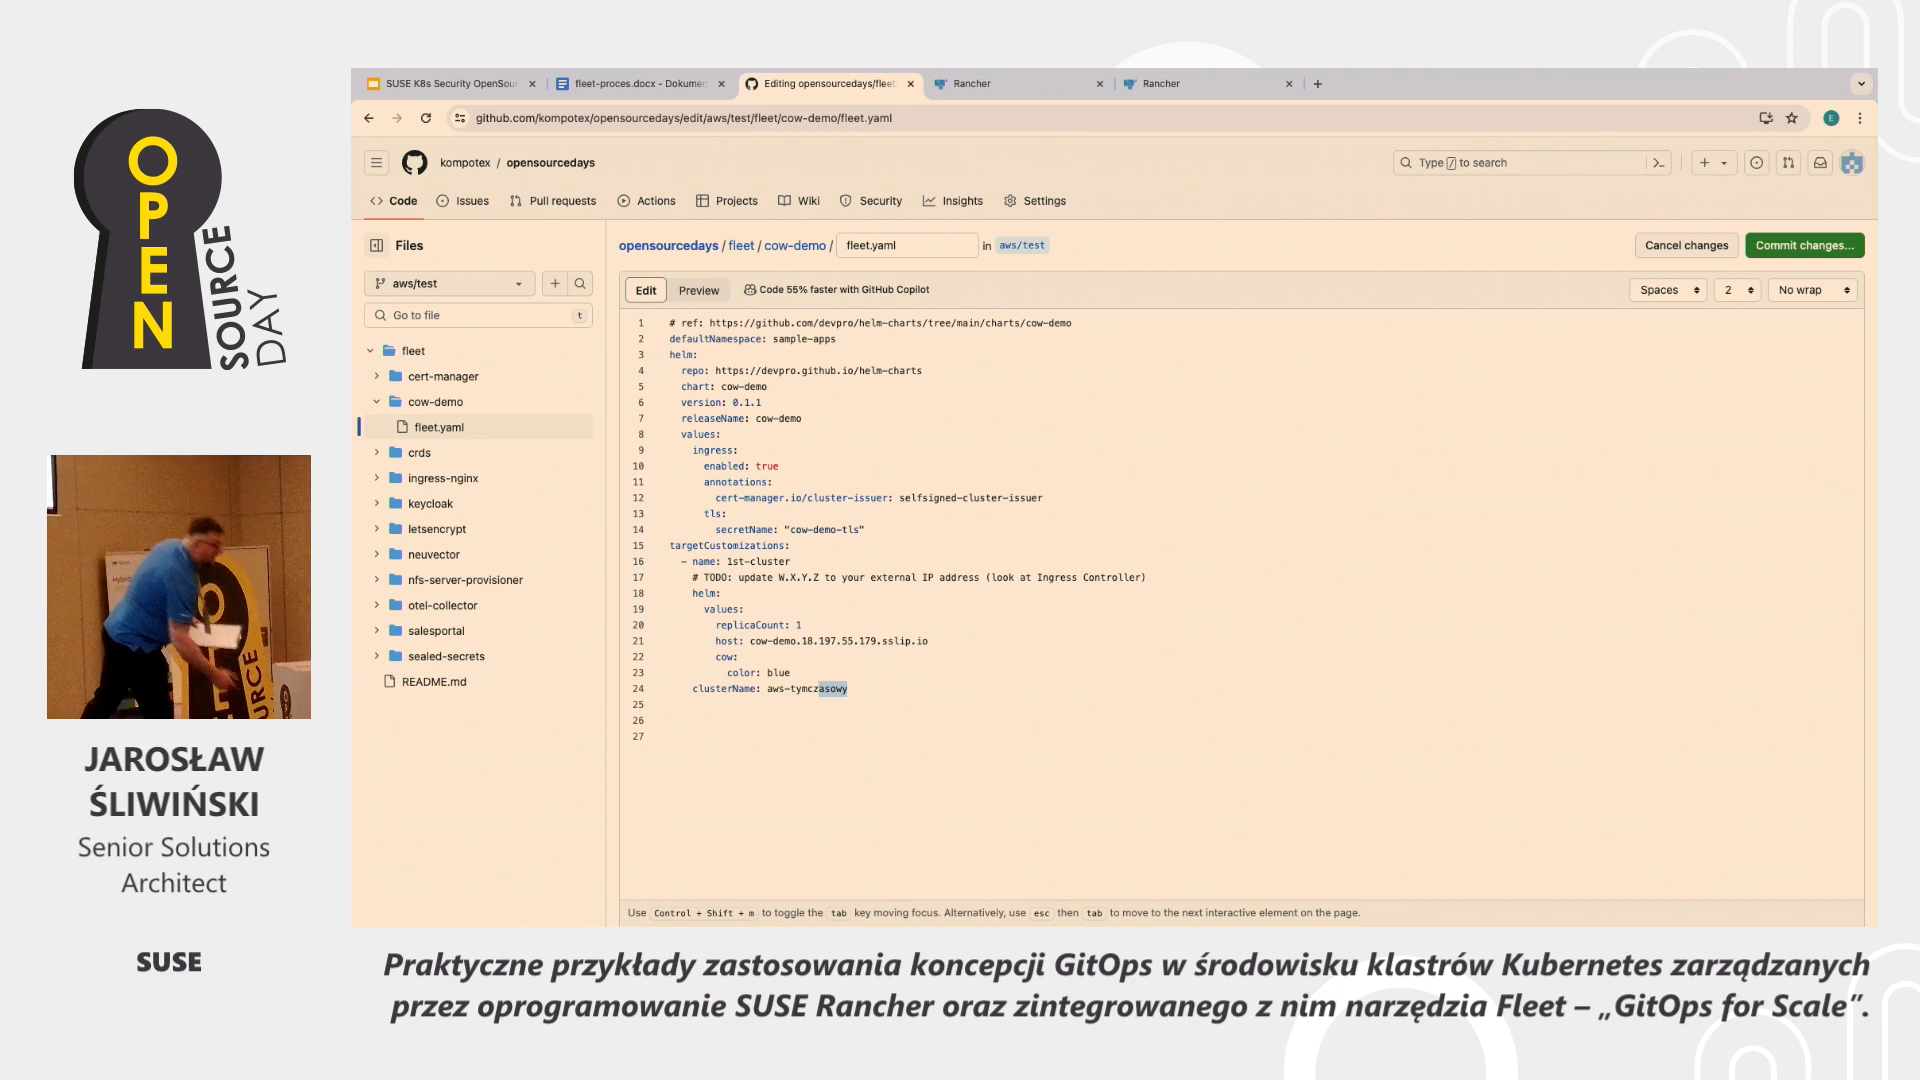 OPEN
SOURCE
DAY
JAROSŁAW
ŚLIWIŃSKI
Senior Solutions
Architect
SUSE
SUSE K8s Security OpenSour
fleet-proces.docx - Dokumen
Editing opensourcedays/fleet
Rancher
Rancher
github.com/kompotex/opensourcedays/edit/aws/test/fleet/cow-demo/fleet.yaml
E
kompotex / opensourcedays
Type / to search
Code
Issues
Pull requests
Actions
Projects
Wiki
Security
Insights
Settings
Files
aws/test
Go to file
t
fleet
cert-manager
cow-demo
fleet.yaml
crds
ingress-nginx
keycloak
letsencrypt
neuvector
nfs-server-provisioner
otel-collector
salesportal
sealed-secrets
README.md
opensourcedays / fleet / cow-demo / fleet.yaml in aws/test
Cancel changes
Commit changes...
Edit
Preview
Code 55% faster with GitHub Copilot
Spaces
2
No wrap
1 # ref: https://github.com/devpro/helm-charts/tree/main/charts/cow-demo
2 defaultNamespace: sample-apps
3 helm:
4 repo: https://devpro.github.io/helm-charts
5 chart: cow-demo
6 version: 0.1.1
7 releaseName: cow-demo
8 values:
9 ingress:
10 enabled: true
11 annotations:
12 cert-manager.io/cluster-issuer: selfsigned-cluster-issuer
13 tls:
14 secretName: "cow-demo-tls"
15 targetCustomizations:
16 - name: 1st-cluster
17 # TODO: update W.X.Y.Z to your external IP address (look at Ingress Controller)
18 helm:
19 values:
20 replicaCount: 1
21 host: cow-demo.18.197.55.179.sslip.io
22 cow:
23 color: blue
24 clusterName: aws-tymczasowy
25
26
27
Use Control + Shift + m to toggle the tab key moving focus. Alternatively, use esc then tab to move to the next interactive element on the page.
Praktyczne przykłady zastosowania koncepcji GitOps w środowisku klastrów Kubernetes zarządzanych
przez oprogramowanie SUSE Rancher oraz zintegrowanego z nim narzędzia Fleet – „GitOps for Scale”.